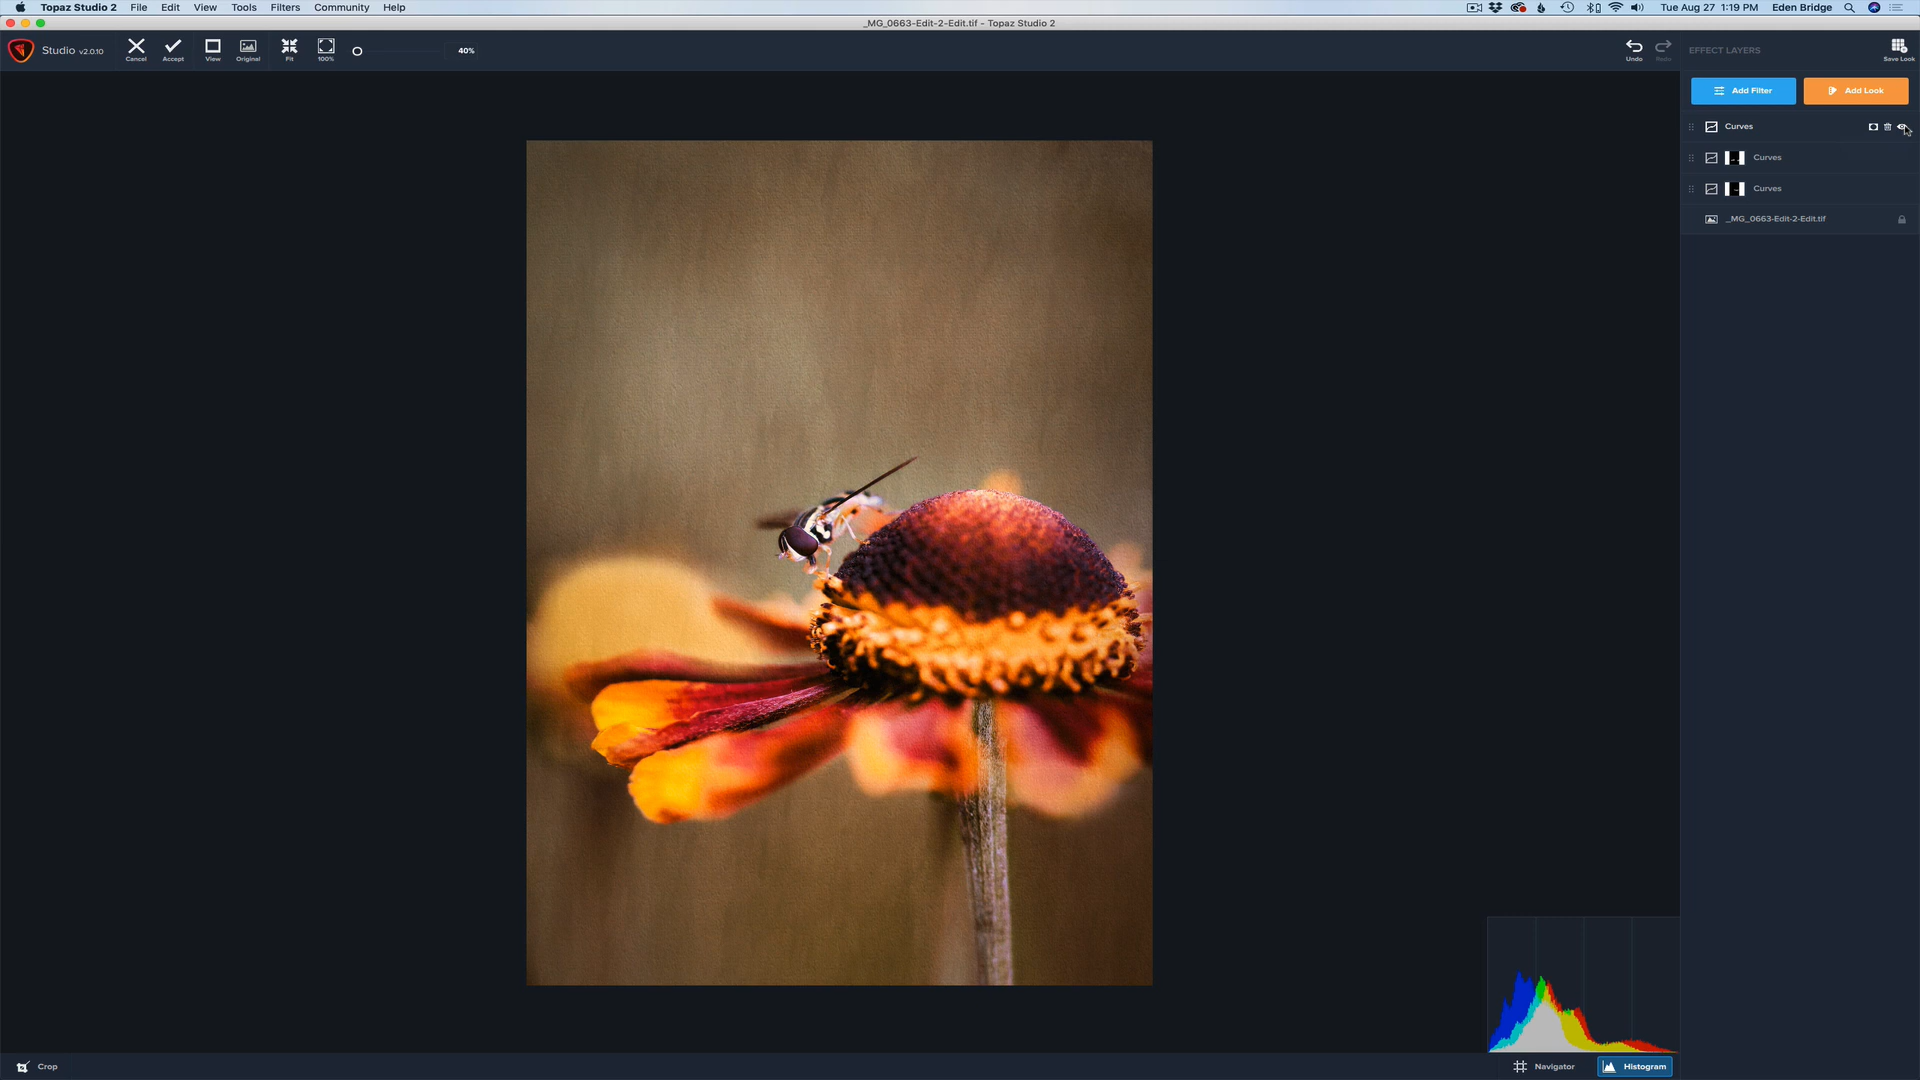 Topaz Studio 2 File Edit View Tools Filters Community Help Tue Aug 27 1:19 PM Eden Bridge
_MG_0663-Edit-2-Edit.tif - Topaz Studio 2
Studio v2.0.10 Cancel Accept View Original Fit 100% 40% Undo Redo EFFECT LAYERS Save Look
Add Filter Add Look
Curves
Curves
Curves
_MG_0663-Edit-2-Edit.tif
Crop Navigator Histogram